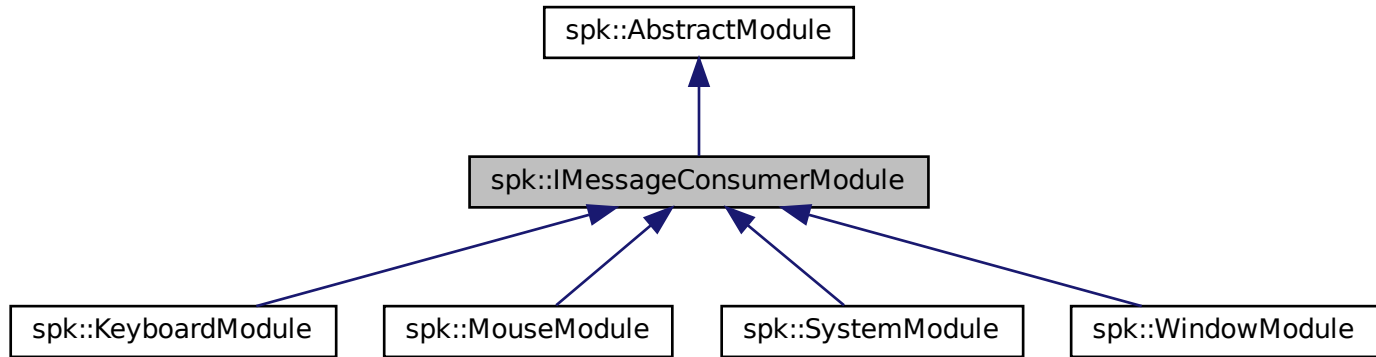 spk::AbstractModule
spk::IMessageConsumerModule
spk::KeyboardModule
spk::MouseModule
spk::SystemModule
spk::WindowModule